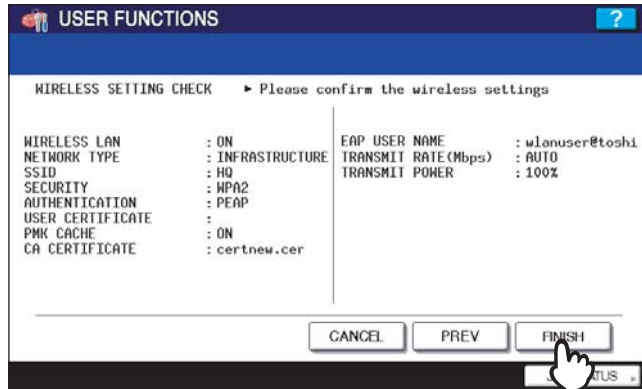 USER FUNCTIONS
?
WIRELESS SETTING CHECK ► Please confirm the wireless settings
WIRELESS LAN : ON
NETWORK TYPE : INFRASTRUCTURE
SSID : HQ
SECURITY : WPA2
AUTHENTICATION : PEAP
USER CERTIFICATE :
PMK CACHE : ON
CA CERTIFICATE : certnew.cer
EAP USER NAME : wlanuser@toshi
TRANSMIT RATE(Mbps) : AUTO
TRANSMIT POWER : 100%
CANCEL PREV FINISH